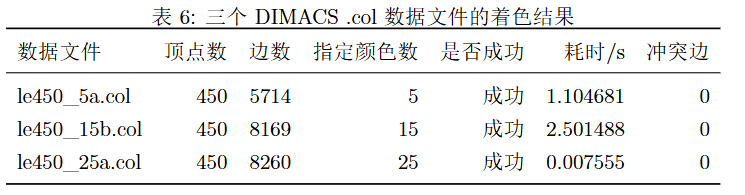 表 6: 三个 DIMACS .col 数据文件的着色结果
数据文件 顶点数 边数 指定颜色数 是否成功 耗时/s 冲突边
le450_5a.col 450 5714 5 成功 1.104681 0
le450_15b.col 450 8169 15 成功 2.501488 0
le450_25a.col 450 8260 25 成功 0.007555 0